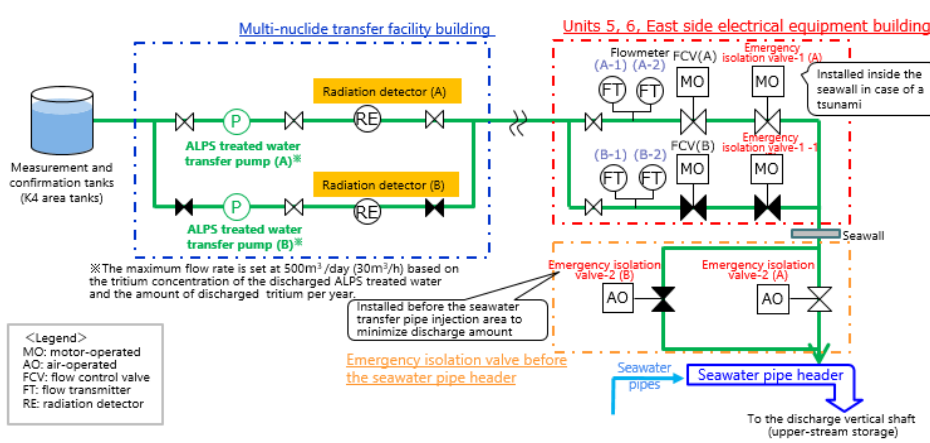 Multi-nuclide transfer facility building
Units 5, 6, East side electrical equipment building
Measurement and
confirmation tanks
(K4 area tanks)
Radiation detector (A)
P
RE
ALPS treated water
transfer pump (A)※
Radiation detector (B)
P
RE
ALPS treated water
transfer pump (B)※
※The maximum flow rate is set at 500m³ /day (30m³/h) based on
the tritium concentration of the discharged ALPS treated water
and the amount of discharged tritium per year.
Flowmeter
(A-1) (A-2)
FT
FT
FCV(A)
MO
Emergency
isolation valve-1 (A)
MO
Installed inside the
seawall in case of a
tsunami
(B-1) (B-2)
FT
FT
FCV(B)
MO
Emergency
isolation valve-1 -1
MO
Seawall
Emergency isolation
valve-2 (B)
AO
Emergency isolation
valve-2 (A)
AO
Installed before the seawater
transfer pipe injection area to
minimize discharge amount
Emergency isolation valve before
the seawater pipe header
Seawater
pipes
Seawater pipe header
To the discharge vertical shaft
(upper-stream storage)
＜Legend＞
MO: motor-operated
AO: air-operated
FCV: flow control valve
FT: flow transmitter
RE: radiation detector